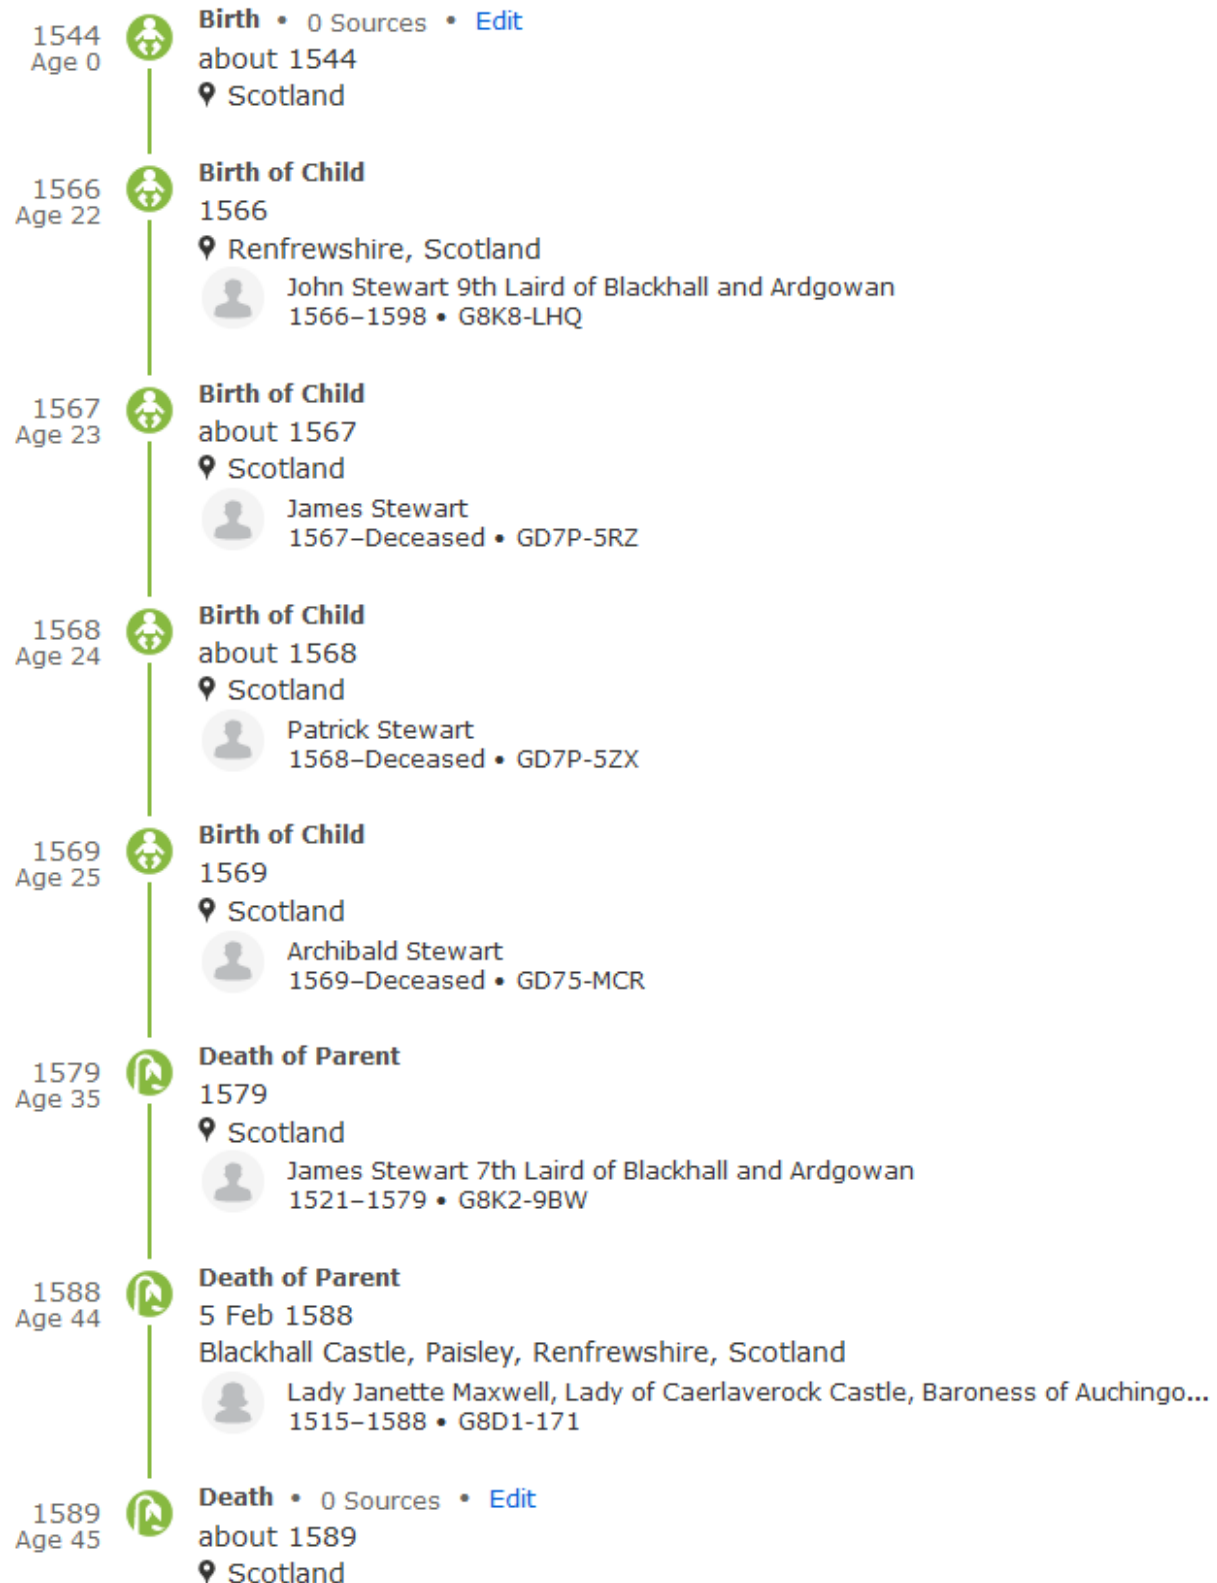 1544
Age 0
Birth • 0 Sources • Edit
about 1544
Scotland
1566
Age 22
Birth of Child
1566
Renfrewshire, Scotland
John Stewart 9th Laird of Blackhall and Ardgowan
1566–1598 • G8K8-LHQ
1567
Age 23
Birth of Child
about 1567
Scotland
James Stewart
1567–Deceased • GD7P-5RZ
1568
Age 24
Birth of Child
about 1568
Scotland
Patrick Stewart
1568–Deceased • GD7P-5ZX
1569
Age 25
Birth of Child
1569
Scotland
Archibald Stewart
1569–Deceased • GD75-MCR
1579
Age 35
Death of Parent
1579
Scotland
James Stewart 7th Laird of Blackhall and Ardgowan
1521–1579 • G8K2-9BW
1588
Age 44
Death of Parent
5 Feb 1588
Blackhall Castle, Paisley, Renfrewshire, Scotland
Lady Janette Maxwell, Lady of Caerlaverock Castle, Baroness of Auchingo...
1515–1588 • G8D1-171
1589
Age 45
Death • 0 Sources • Edit
about 1589
Scotland